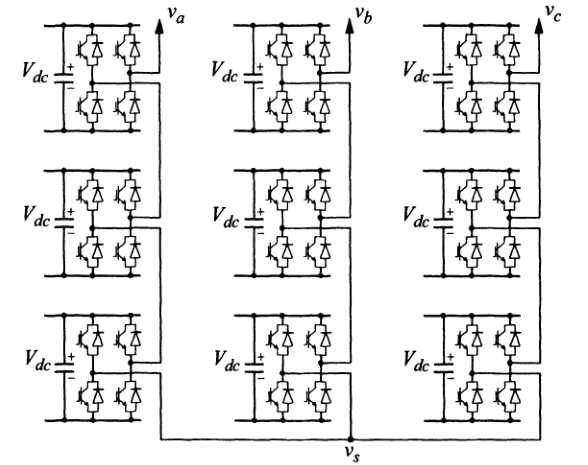 v_a v_b v_c
V_dc + − V_dc + − V_dc + −
V_dc + − V_dc + − V_dc + −
V_dc + − V_dc + − V_dc + −
v_s